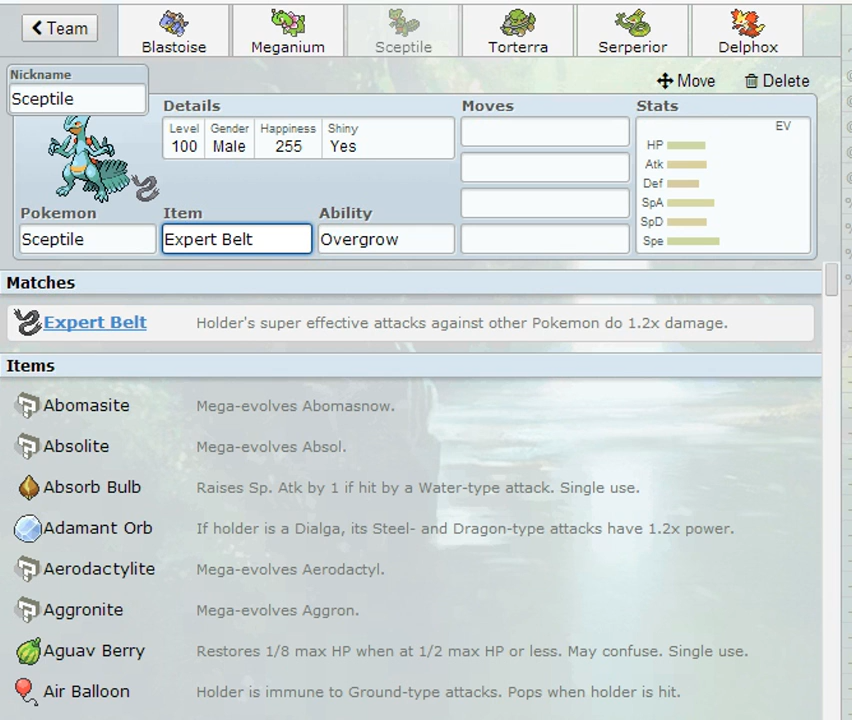 Team
Blastoise
Meganium
Sceptile
Torterra
Serperior
Delphox
Nickname
Sceptile
Move
Delete
Details
Moves
Stats
Level
Gender
Happiness
Shiny
100
Male
255
Yes
EV
HP
Atk
Def
SpA
SpD
Spe
Pokemon
Item
Ability
Sceptile
Expert Belt
Overgrow
Matches
Expert Belt Holder's super effective attacks against other Pokemon do 1.2x damage.
Items
Abomasite Mega-evolves Abomasnow.
Absolite Mega-evolves Absol.
Absorb Bulb Raises Sp. Atk by 1 if hit by a Water-type attack. Single use.
Adamant Orb If holder is a Dialga, its Steel- and Dragon-type attacks have 1.2x power.
Aerodactylite Mega-evolves Aerodactyl.
Aggronite Mega-evolves Aggron.
Aguav Berry Restores 1/8 max HP when at 1/2 max HP or less. May confuse. Single use.
Air Balloon Holder is immune to Ground-type attacks. Pops when holder is hit.